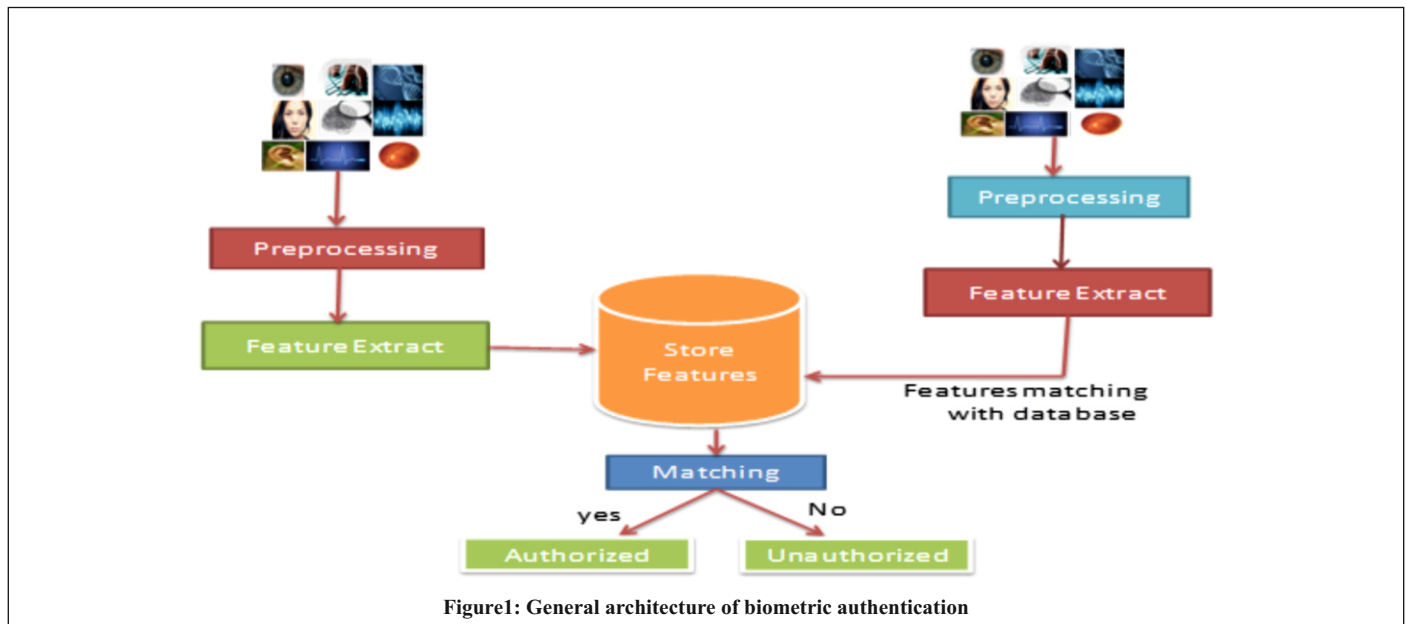 Preprocessing
Feature Extract
Preprocessing
Feature Extract
Store
Features
Features matching
with database
Matching
yes
No
Authorized
Unauthorized
Figure1: General architecture of biometric authentication